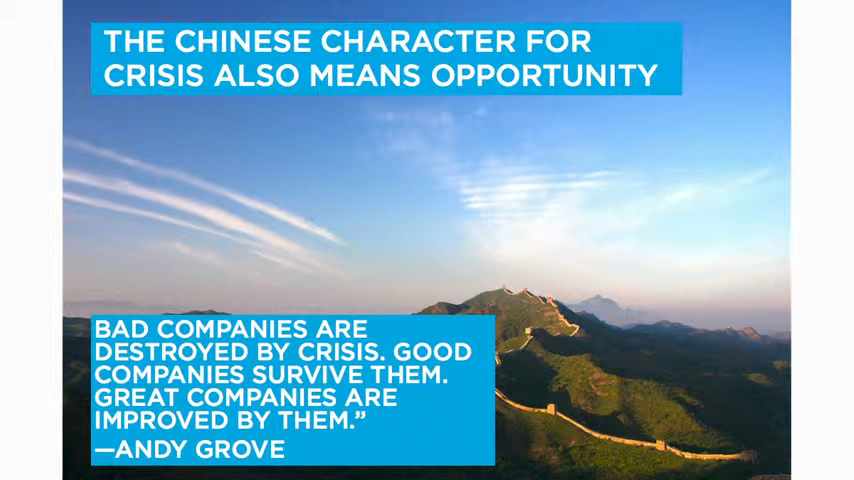 THE CHINESE CHARACTER FOR
CRISIS ALSO MEANS OPPORTUNITY
BAD COMPANIES ARE
DESTROYED BY CRISIS. GOOD
COMPANIES SURVIVE THEM.
GREAT COMPANIES ARE
IMPROVED BY THEM.”
—ANDY GROVE